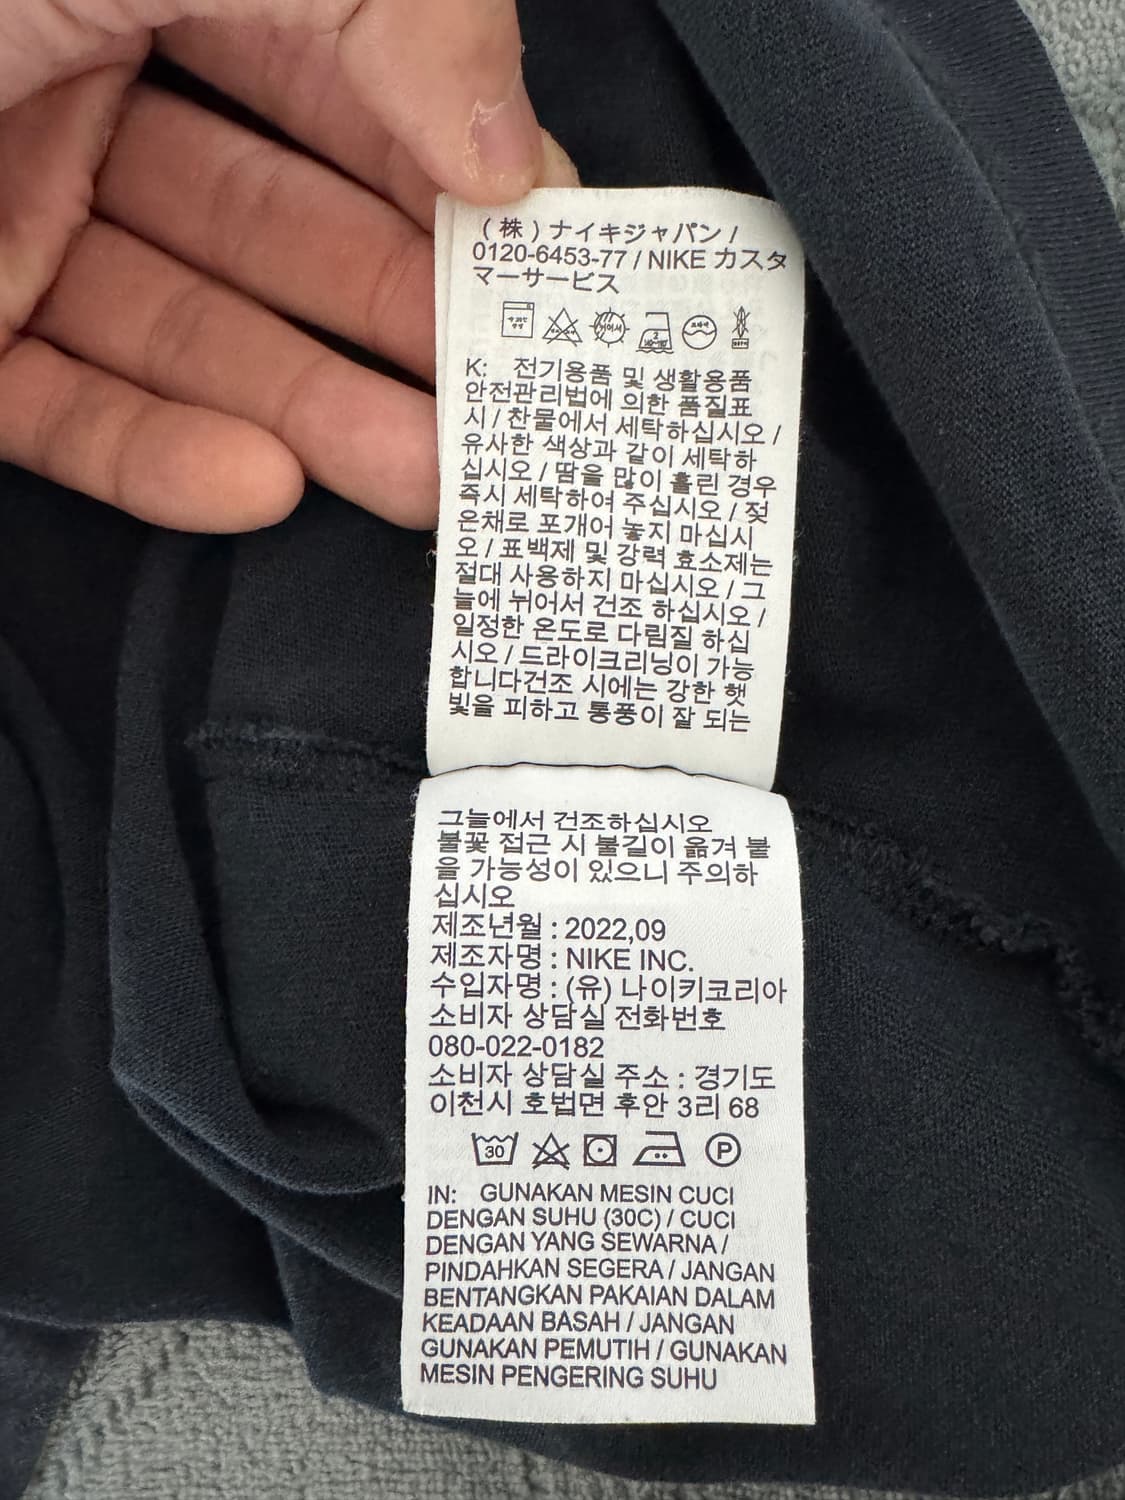 (株)ナイキジャパン/
0120-6453-77 / NIKE カスタ
マーサービス
K: 전기용품 및 생활용품
안전관리법에 의한 품질표
시 / 찬물에서 세탁하십시오 /
유사한 색상과 같이 세탁하
십시오 / 땀을 많이 흘린 경우
즉시 세탁하여 주십시오 / 젖
은채로 포개어 놓지 마십시
오 / 표백제 및 강력 효소제는
절대 사용하지 마십시오 / 그
늘에 뉘어서 건조 하십시오 /
일정한 온도로 다림질 하십
시오 / 드라이크리닝이 가능
합니다건조 시에는 강한 햇
빛을 피하고 통풍이 잘 되는
그늘에서 건조하십시오
불꽃 접근 시 불길이 옮겨 붙
을 가능성이 있으니 주의하
십시오
제조년월 : 2022,09
제조자명 : NIKE INC.
수입자명 : (유) 나이키코리아
소비자 상담실 전화번호
080-022-0182
소비자 상담실 주소 : 경기도
이천시 호법면 후안 3리 68
30 P
IN: GUNAKAN MESIN CUCI
DENGAN SUHU (30C) / CUCI
DENGAN YANG SEWARNA /
PINDAHKAN SEGERA / JANGAN
BENTANGKAN PAKAIAN DALAM
KEADAAN BASAH / JANGAN
GUNAKAN PEMUTIH / GUNAKAN
MESIN PENGERING SUHU